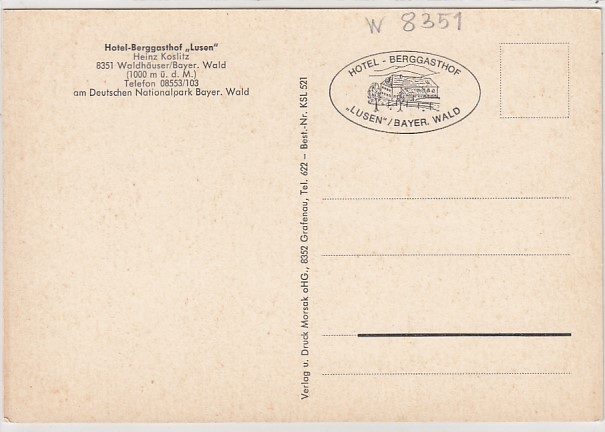 W 8351
Hotel-Berggasthof „Lusen"
Heinz Koslitz
8351 Waldhäuser/Bayer. Wald
(1000 m ü. d. M.)
Telefon 08553/103
am Deutschen Nationalpark Bayer. Wald
HOTEL - BERGGASTHOF
„LUSEN"/BAYER. WALD
Verlag u. Druck Morsak oHG., 8352 Grafenau, Tel. 622 – Best.-Nr. KSL 521